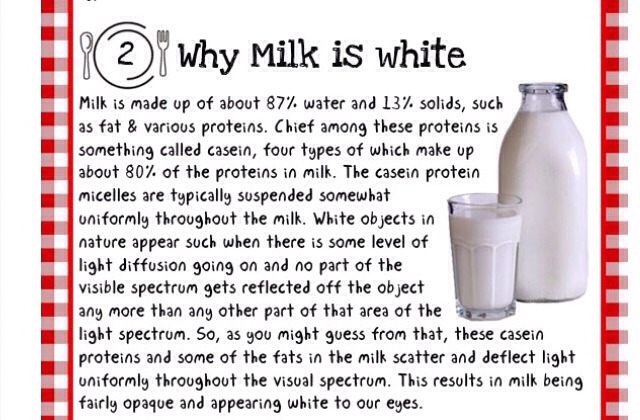 2 Why Milk is white
Milk is made up of about 87% water and 13% solids, such
as fat & various proteins. Chief among these proteins is
something called casein, four types of which make up
about 80% of the proteins in milk. The casein protein
micelles are typically suspended somewhat
uniformly throughout the milk. White objects in
nature appear such when there is some level of
light diffusion going on and no part of the
visible spectrum gets reflected off the object
any more than any other part of that area of the
light spectrum. So, as you might guess from that, these casein
proteins and some of the fats in the milk scatter and deflect light
uniformly throughout the visual spectrum. This results in milk being
fairly opaque and appearing white to our eyes.